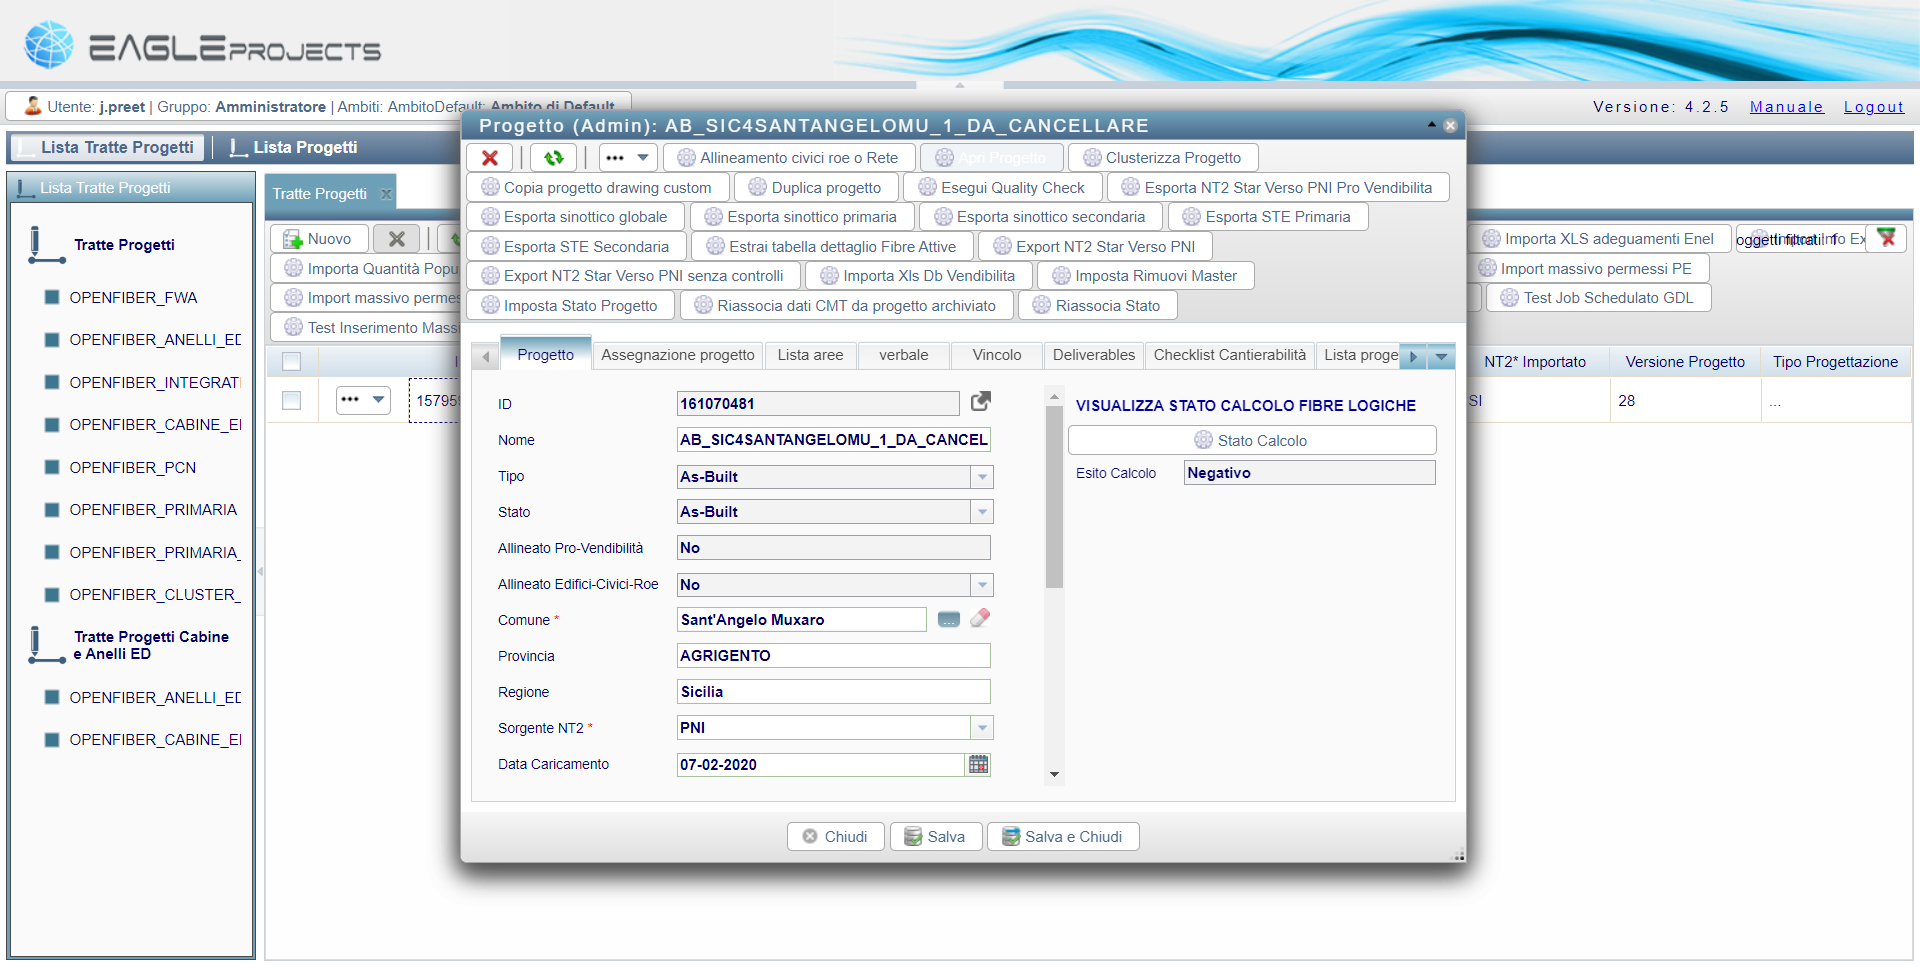 EAGLEPROJECTS
Utente: j.preet | Gruppo: Amministratore | Ambiti: AmbitoDefault: Ambito di Default
Versione: 4.2.5 Manuale Logout
Lista Tratte Progetti
Lista Progetti
Lista Tratte Progetti
Tratte Progetti
OPENFIBER_FWA
OPENFIBER_ANELLI_ED
OPENFIBER_INTEGRATI
OPENFIBER_CABINE_EI
OPENFIBER_PCN
OPENFIBER_PRIMARIA
OPENFIBER_PRIMARIA_
OPENFIBER_CLUSTER_
Tratte Progetti Cabine
e Anelli ED
OPENFIBER_ANELLI_ED
OPENFIBER_CABINE_EI
Tratte Progetti
Nuovo
Importa Quantità Popu
Import massivo perme
Test Inserimento Mass
15795
Progetto (Admin): AB_SIC4SANTANGELOMU_1_DA_CANCELLARE
Allineamento civici roe o Rete
Apri Progetto
Clusterizza Progetto
Copia progetto drawing custom
Duplica progetto
Esegui Quality Check
Esporta NT2 Star Verso PNI Pro Vendibilita
Esporta sinottico globale
Esporta sinottico primaria
Esporta sinottico secondaria
Esporta STE Primaria
Esporta STE Secondaria
Estrai tabella dettaglio Fibre Attive
Export NT2 Star Verso PNI
Export NT2 Star Verso PNI senza controlli
Importa Xls Db Vendibilita
Imposta Rimuovi Master
Imposta Stato Progetto
Riassocia dati CMT da progetto archiviato
Riassocia Stato
Progetto
Assegnazione progetto
Lista aree
verbale
Vincolo
Deliverables
Checklist Cantierabilità
Lista proge
ID 161070481
Nome AB_SIC4SANTANGELOMU_1_DA_CANCEL
Tipo As-Built
Stato As-Built
Allineato Pro-Vendibilità No
Allineato Edifici-Civici-Roe No
Comune * Sant'Angelo Muxaro
Provincia AGRIGENTO
Regione Sicilia
Sorgente NT2 * PNI
Data Caricamento 07-02-2020
VISUALIZZA STATO CALCOLO FIBRE LOGICHE
Stato Calcolo
Esito Calcolo Negativo
Chiudi
Salva
Salva e Chiudi
Importa XLS adeguamenti Enel
oggetti filtrati
Import massivo permessi PE
Test Job Schedulato GDL
NT2* Importato
Versione Progetto
Tipo Progettazione
SI
28
...